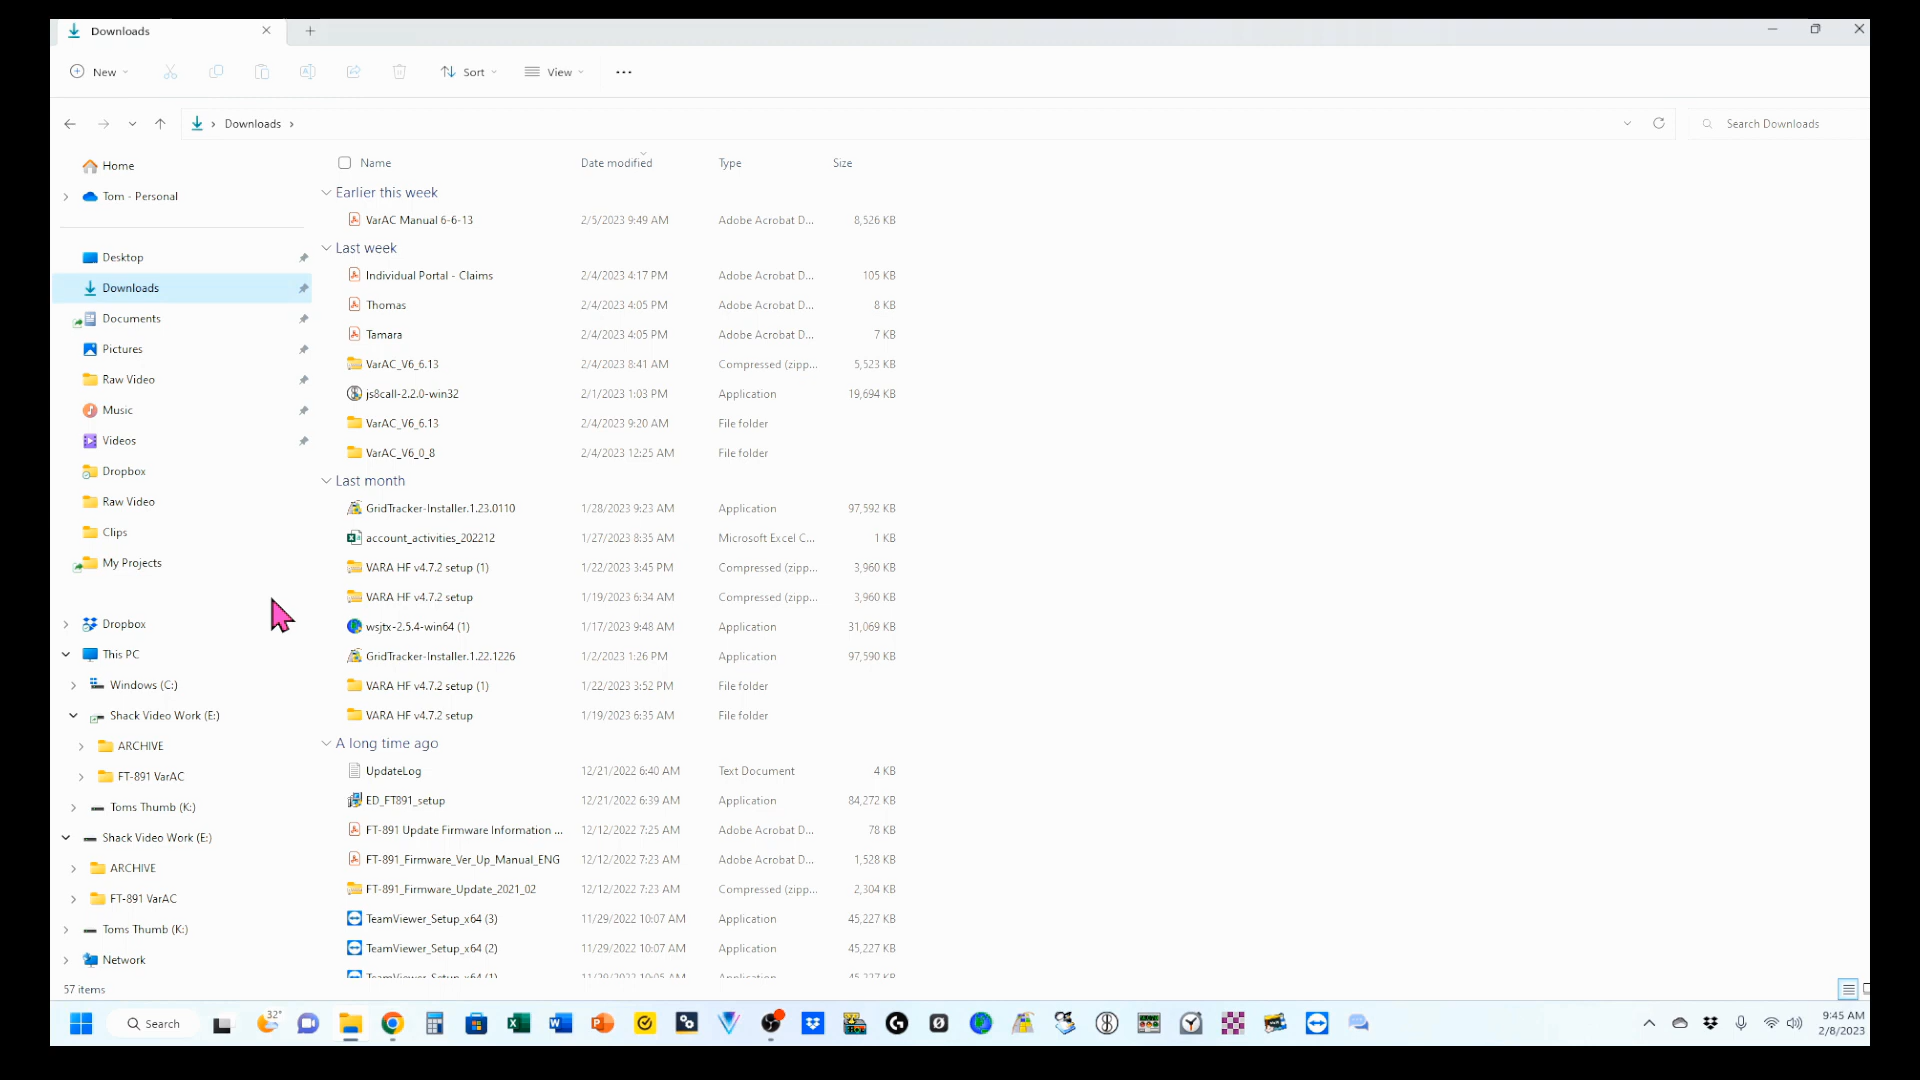 Downloads
New
Sort
View
Downloads
Search Downloads
Home
Tom - Personal
Desktop
Downloads
Documents
Pictures
Raw Video
Music
Videos
Dropbox
Raw Video
Clips
My Projects
Dropbox
This PC
Windows (C:)
Shack Video Work (E:)
ARCHIVE
FT-891 VarAC
Toms Thumb (K:)
Shack Video Work (E:)
ARCHIVE
FT-891 VarAC
Toms Thumb (K:)
Network
Name Date modified Type Size
Earlier this week
VarAC Manual 6-6-13 2/5/2023 9:49 AM Adobe Acrobat D... 8,526 KB
Last week
Individual Portal - Claims 2/4/2023 4:17 PM Adobe Acrobat D... 105 KB
Thomas 2/4/2023 4:05 PM Adobe Acrobat D... 8 KB
Tamara 2/4/2023 4:05 PM Adobe Acrobat D... 7 KB
VarAC_V6_6.13 2/4/2023 8:41 AM Compressed (zipp... 5,523 KB
js8call-2.2.0-win32 2/1/2023 1:03 PM Application 19,694 KB
VarAC_V6_6.13 2/4/2023 9:20 AM File folder
VarAC_V6_0_8 2/4/2023 12:25 AM File folder
Last month
GridTracker-Installer.1.23.0110 1/28/2023 9:23 AM Application 97,592 KB
account_activities_202212 1/27/2023 8:35 AM Microsoft Excel C... 1 KB
VARA HF v4.7.2 setup (1) 1/22/2023 3:45 PM Compressed (zipp... 3,960 KB
VARA HF v4.7.2 setup 1/19/2023 6:34 AM Compressed (zipp... 3,960 KB
wsjtx-2.5.4-win64 (1) 1/17/2023 9:48 AM Application 31,069 KB
GridTracker-Installer.1.22.1226 1/2/2023 1:26 PM Application 97,590 KB
VARA HF v4.7.2 setup (1) 1/22/2023 3:52 PM File folder
VARA HF v4.7.2 setup 1/19/2023 6:35 AM File folder
A long time ago
UpdateLog 12/21/2022 6:40 AM Text Document 4 KB
ED_FT891_setup 12/21/2022 6:39 AM Application 84,272 KB
FT-891 Update Firmware Information ... 12/12/2022 7:25 AM Adobe Acrobat D... 78 KB
FT-891_Firmware_Ver_Up_Manual_ENG 12/12/2022 7:23 AM Adobe Acrobat D... 1,528 KB
FT-891_Firmware_Update_2021_02 12/12/2022 7:23 AM Compressed (zipp... 2,304 KB
TeamViewer_Setup_x64 (3) 11/29/2022 10:07 AM Application 45,227 KB
TeamViewer_Setup_x64 (2) 11/29/2022 10:07 AM Application 45,227 KB
TeamViewer_Setup_x64 (1) 11/29/2022 10:05 AM Application 45,227 KB
57 items
Search
32°
9:45 AM
2/8/2023